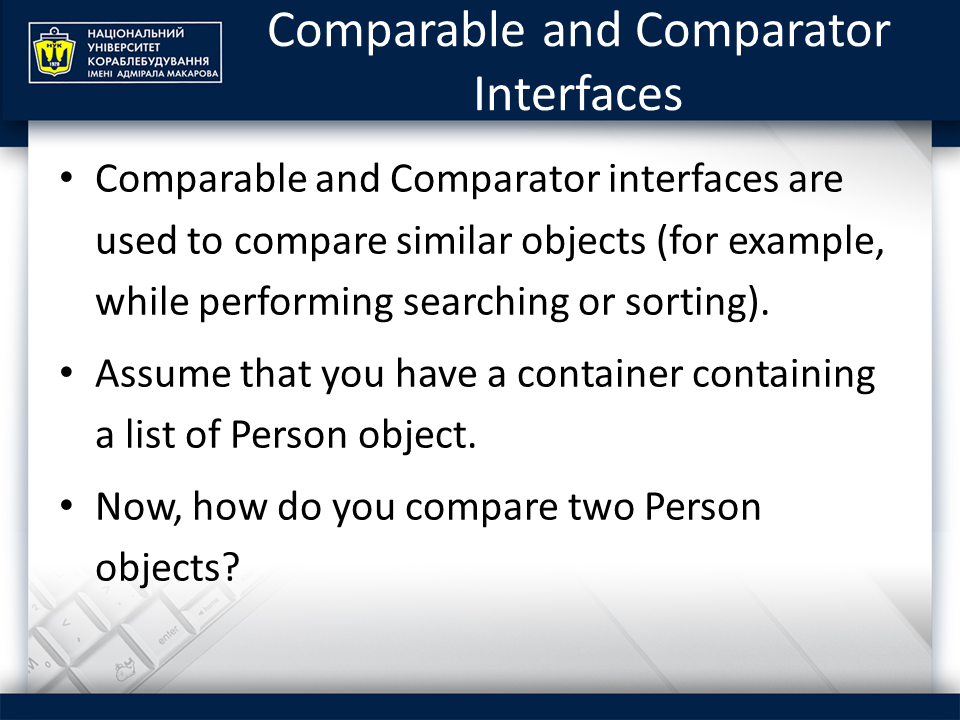 НАЦІОНАЛЬНИЙ
УНІВЕРСИТЕТ
КОРАБЛЕБУДУВАННЯ
ІМЕНІ АДМІРАЛА МАКАРОВА
НУК
1920
Comparable and Comparator
Interfaces
• Comparable and Comparator interfaces are
used to compare similar objects (for example,
while performing searching or sorting).
• Assume that you have a container containing
a list of Person object.
• Now, how do you compare two Person
objects?
enter